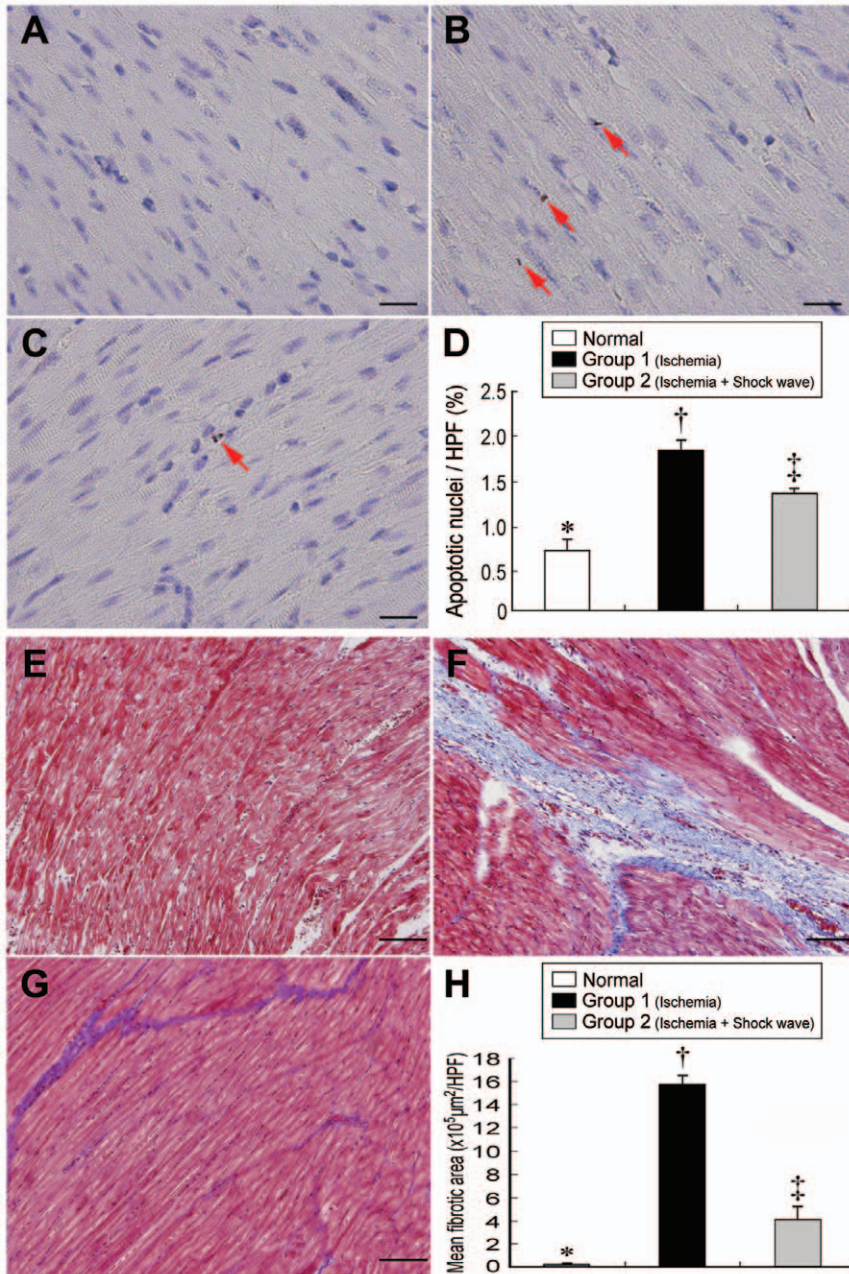 A
B
C
D
Normal
Group 1 (Ischemia)
Group 2 (Ischemia + Shock wave)
Apoptotic nuclei / HPF (%)
2.5
2.0
1.5
1.0
0.5
0
*
†
‡
E
F
G
H
Normal
Group 1 (Ischemia)
Group 2 (Ischemia + Shock wave)
Mean fibrotic area (x10⁵µm²/HPF)
18
16
14
12
10
8
6
4
2
0
*
†
‡